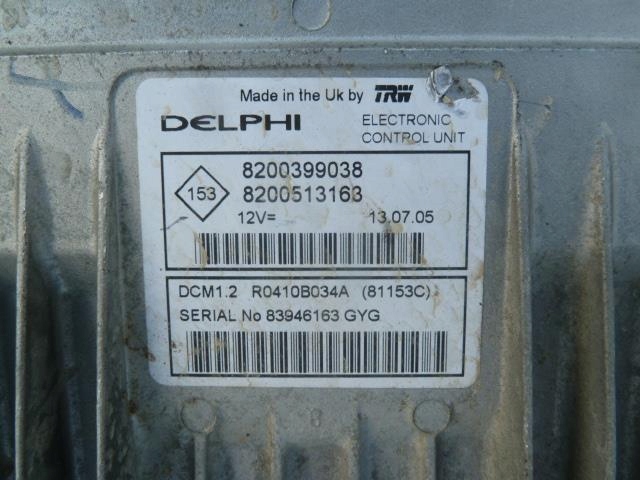 Made in the Uk by TRW
DELPHI
ELECTRONIC
CONTROL UNIT
153
8200399038
8200513163
12V=
13.07.05
DCM1.2 R0410B034A (81153C)
SERIAL No 83946163 GYG